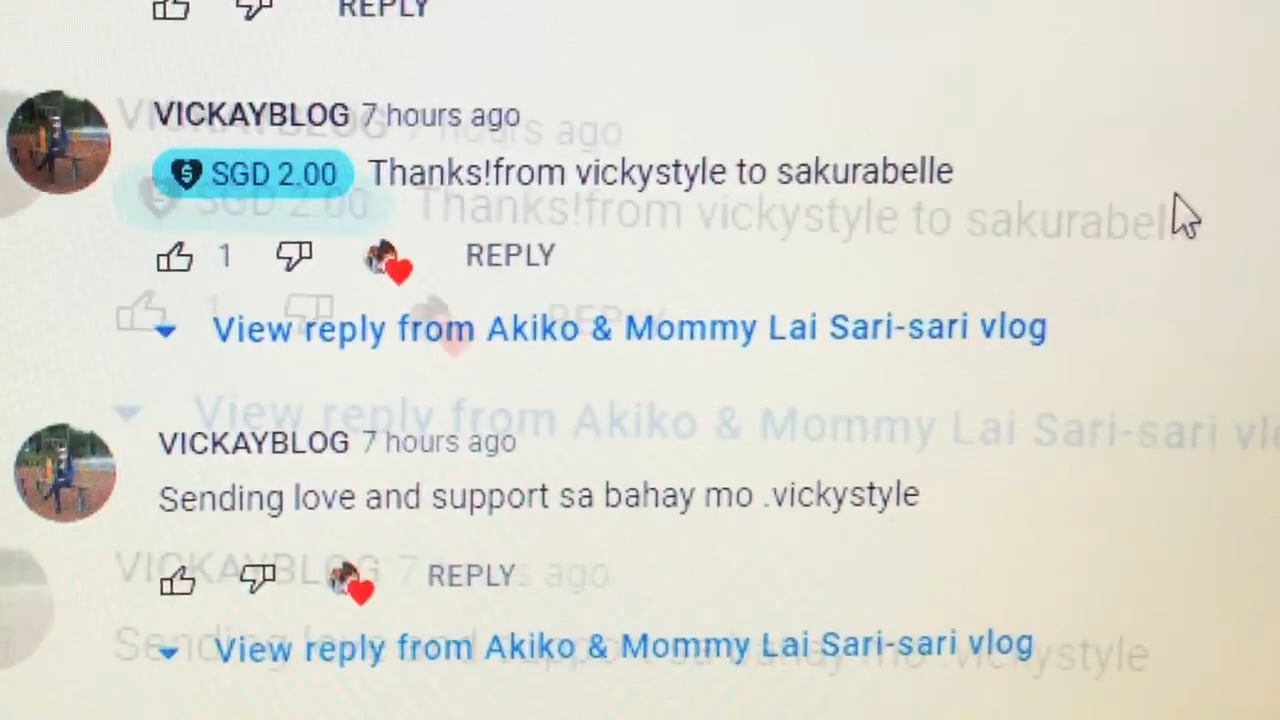 REPLY
VICKAYBLOG 7 hours ago
SGD 2.00 Thanks!from vickystyle to sakurabelle
1 REPLY
View reply from Akiko & Mommy Lai Sari-sari vlog
VICKAYBLOG 7 hours ago
Sending love and support sa bahay mo .vickystyle
REPLY
View reply from Akiko & Mommy Lai Sari-sari vlog